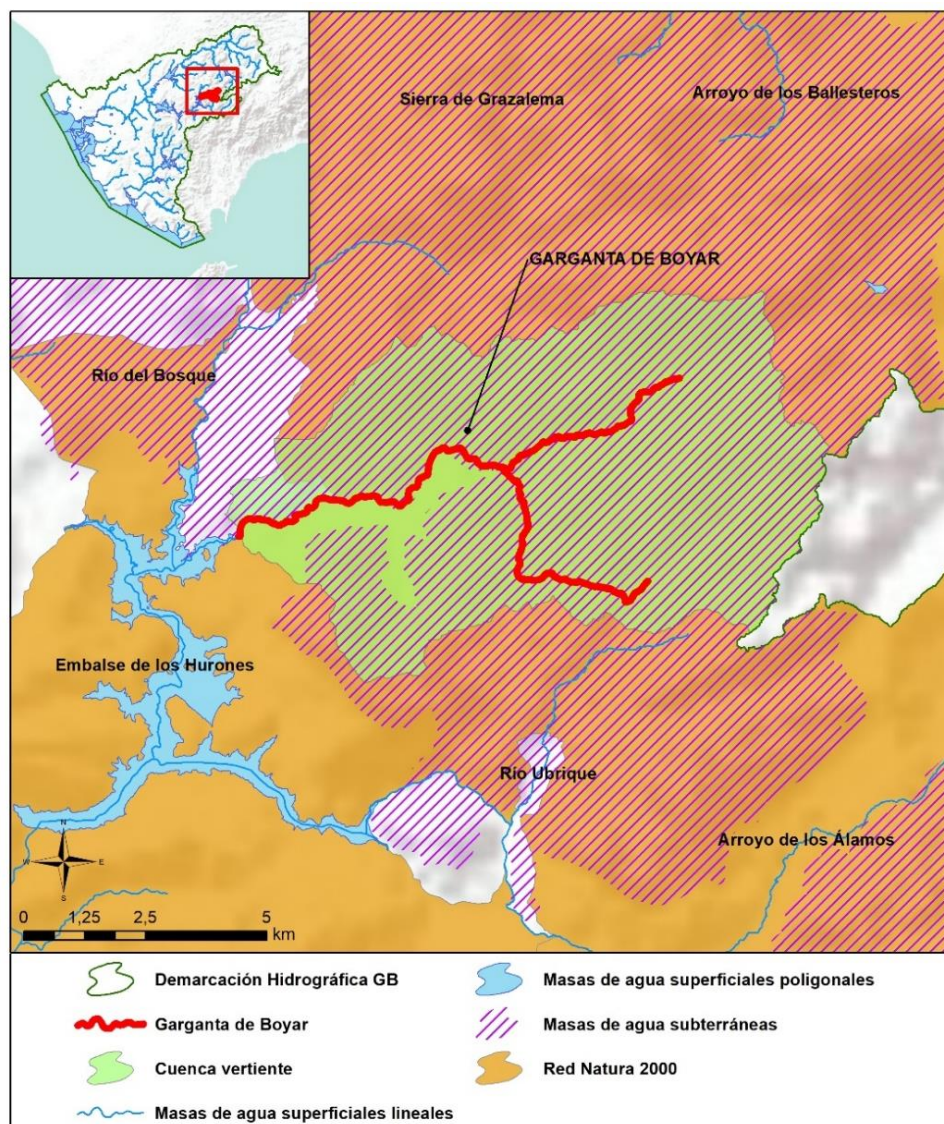 Sierra de Grazalema
Arroyo de los Ballesteros
GARGANTA DE BOYAR
Río del Bosque
Embalse de los Hurones
Río Ubrique
Arroyo de los Álamos
N
W E
S
0 1,25 2,5 5
km
Demarcación Hidrográfica GB
Masas de agua superficiales poligonales
Garganta de Boyar
Masas de agua subterráneas
Cuenca vertiente
Red Natura 2000
Masas de agua superficiales lineales